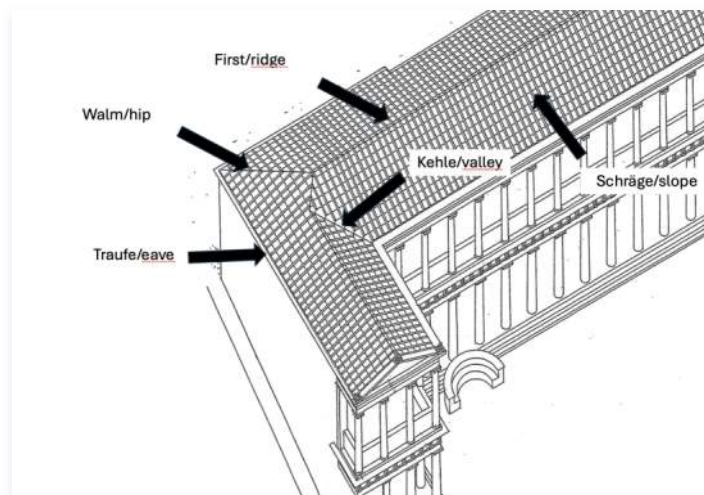 First/ridge
Walm/hip
Kehle/valley
Schräge/slope
Traufe/eave